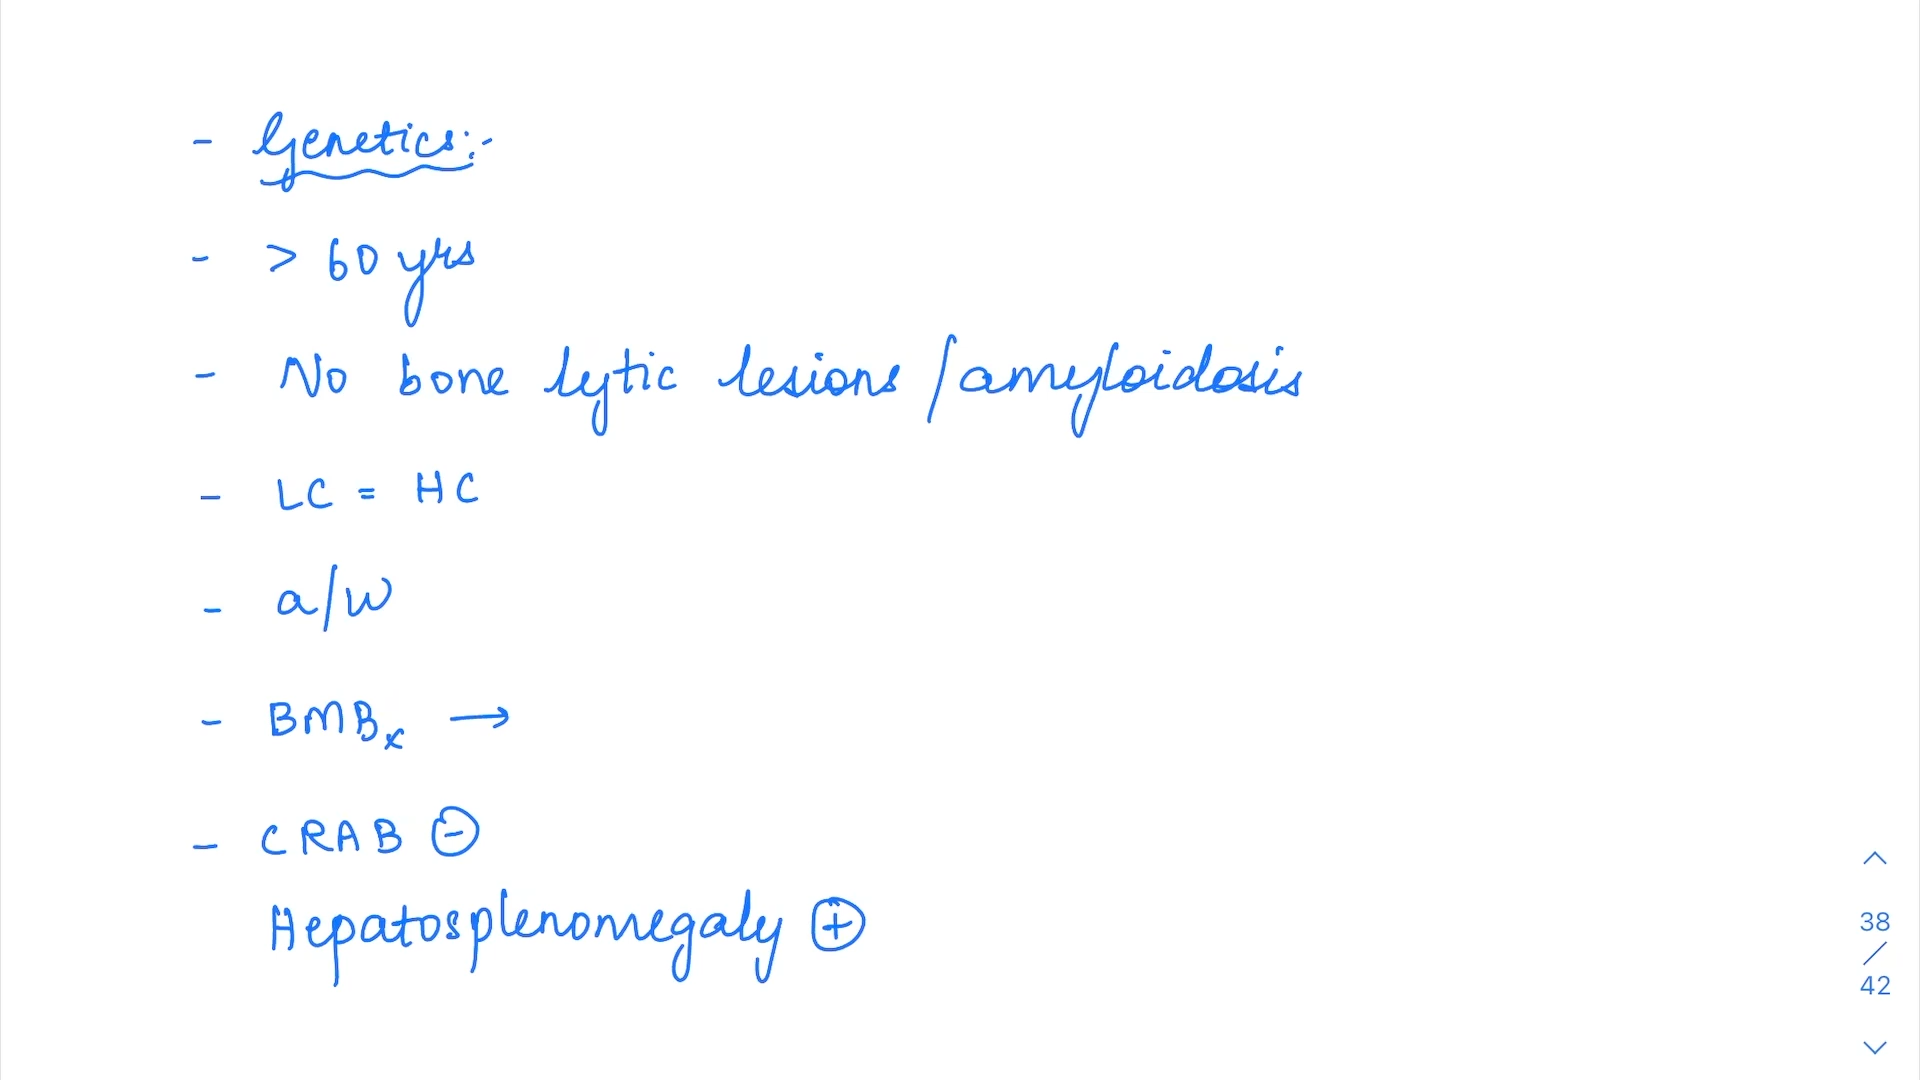 - Genetics:-
- > 60 yrs
- No bone lytic lesions / amyloidosis
- LC = HC
- a/w
- BMBx →
- CRAB ⊖
Hepatosplenomegaly ⊕
38
/
42